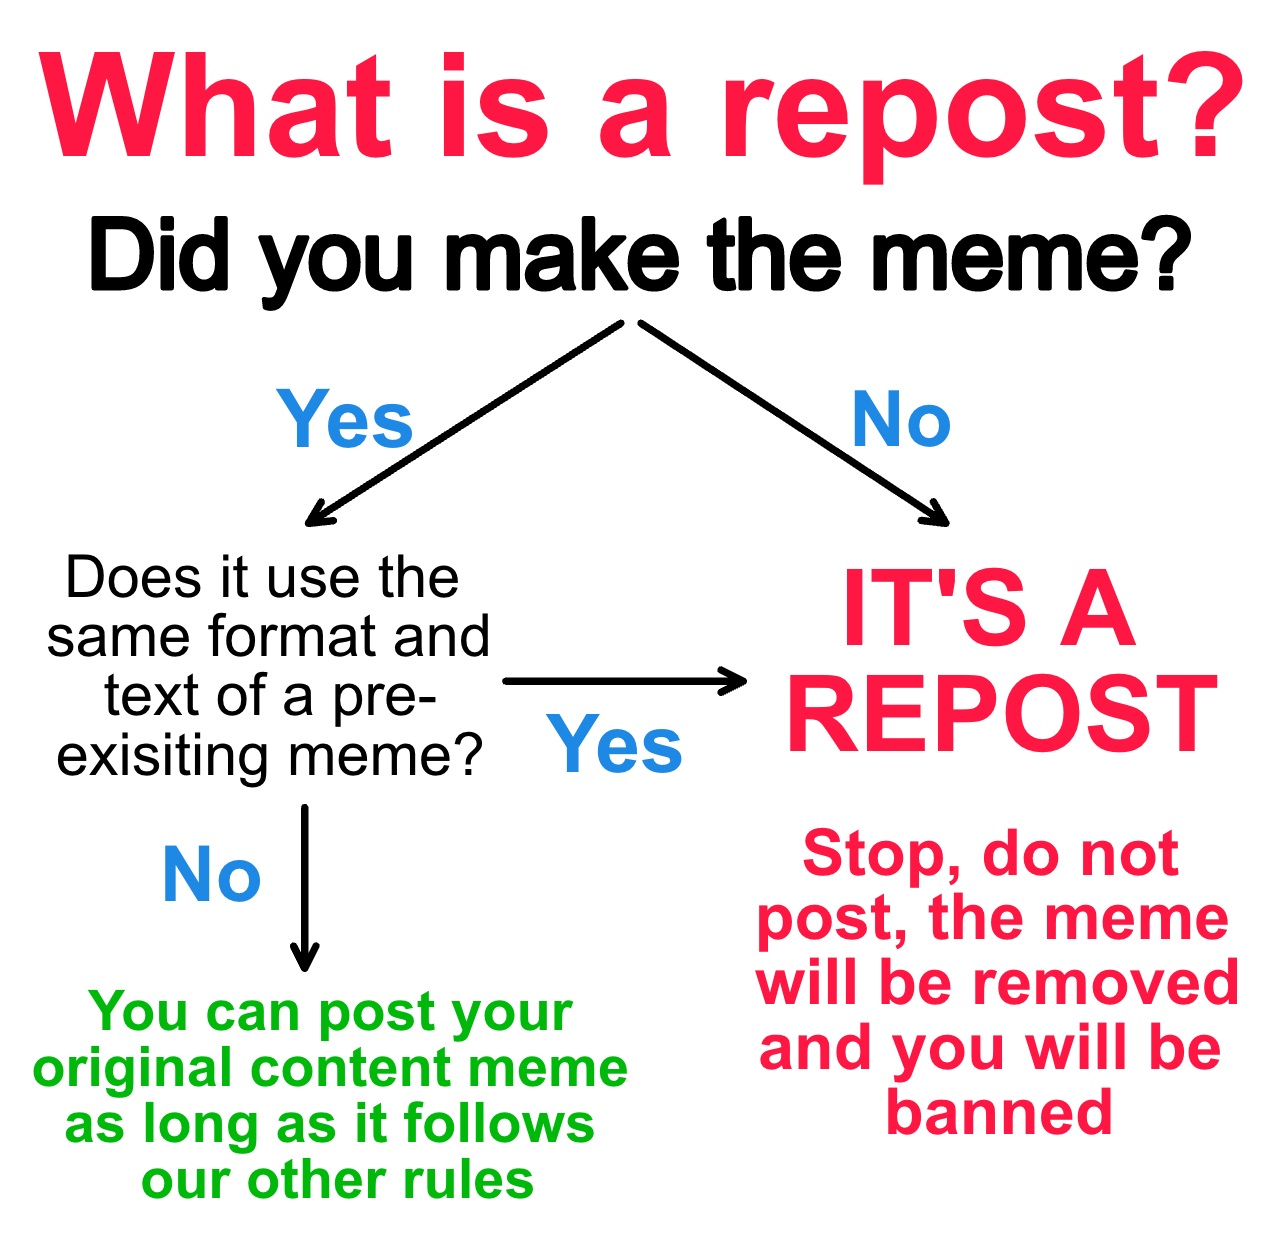 What is a repost?
Did you make the meme?
Yes
No
Does it use the
same format and
text of a pre-
exisiting meme?
Yes
IT'S A
REPOST
No
Stop, do not
post, the meme
will be removed
and you will be
banned
You can post your
original content meme
as long as it follows
our other rules